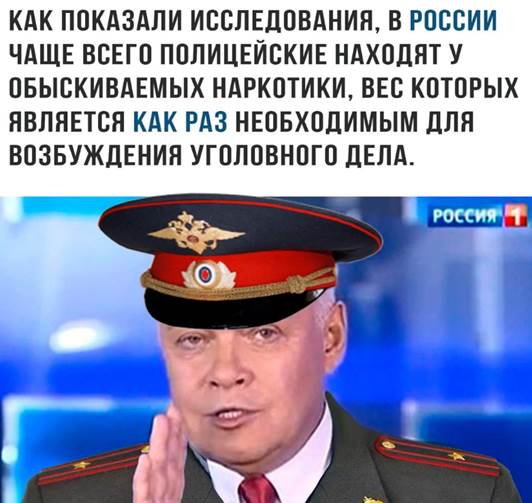 КАК ПОКАЗАЛИ ИССЛЕДОВАНИЯ, В РОССИИ
ЧАЩЕ ВСЕГО ПОЛИЦЕЙСКИЕ НАХОДЯТ У
ОБЫСКИВАЕМЫХ НАРКОТИКИ, ВЕС КОТОРЫХ
ЯВЛЯЕТСЯ КАК РАЗ НЕОБХОДИМЫМ ДЛЯ
ВОЗБУЖДЕНИЯ УГОЛОВНОГО ДЕЛА.
РОССИЯ 1